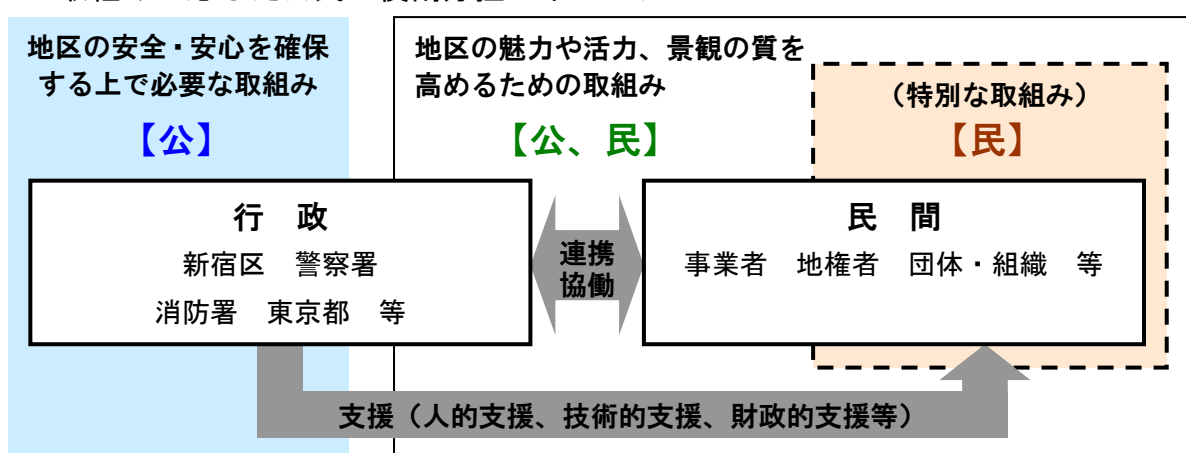 地区の安全・安心を確保
する上で必要な取組み
【公】
地区の魅力や活力、景観の質を
高めるための取組み
【公、民】
（特別な取組み）
【民】
行　政
新宿区　警察署
消防署　東京都　等
連携
協働
民　間
事業者　地権者　団体・組織　等
支援（人的支援、技術的支援、財政的支援等）